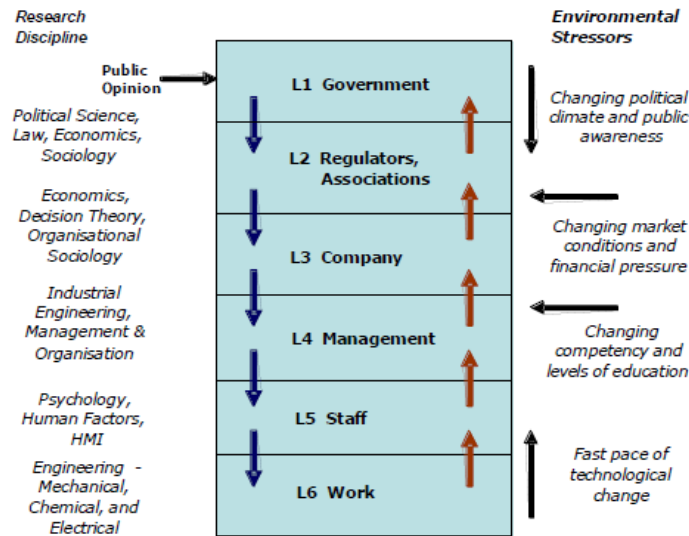 Research
Discipline
Public
Opinion
Political Science,
Law, Economics,
Sociology
Economics,
Decision Theory,
Organisational
Sociology
Industrial
Engineering,
Management &
Organisation
Psychology,
Human Factors,
HMI
Engineering -
Mechanical,
Chemical, and
Electrical
L1 Government
L2 Regulators,
Associations
L3 Company
L4 Management
L5 Staff
L6 Work
Environmental
Stressors
Changing political
climate and public
awareness
Changing market
conditions and
financial pressure
Changing
competency and
levels of education
Fast pace of
technological
change